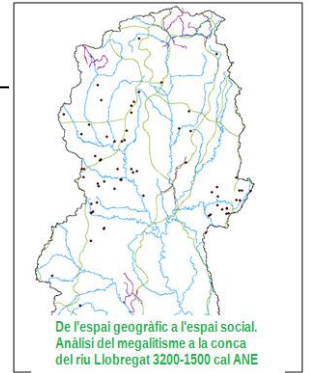 De l'espai geogràfic a l'espai social.
Anàlisi del megalitisme a la conca
del riu Llobregat 3200-1500 cal ANE